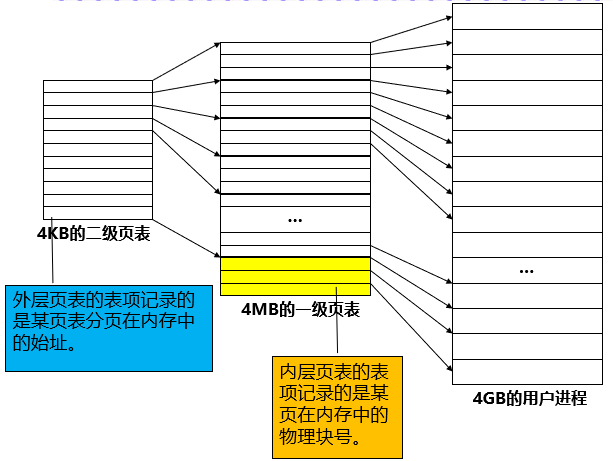 4KB的二级页表
外层页表的表项记录的
是某页表分页在内存中
的始址。
...
4MB的一级页表
内层页表的表
项记录的是某
页在内存中的
物理块号。
...
4GB的用户进程